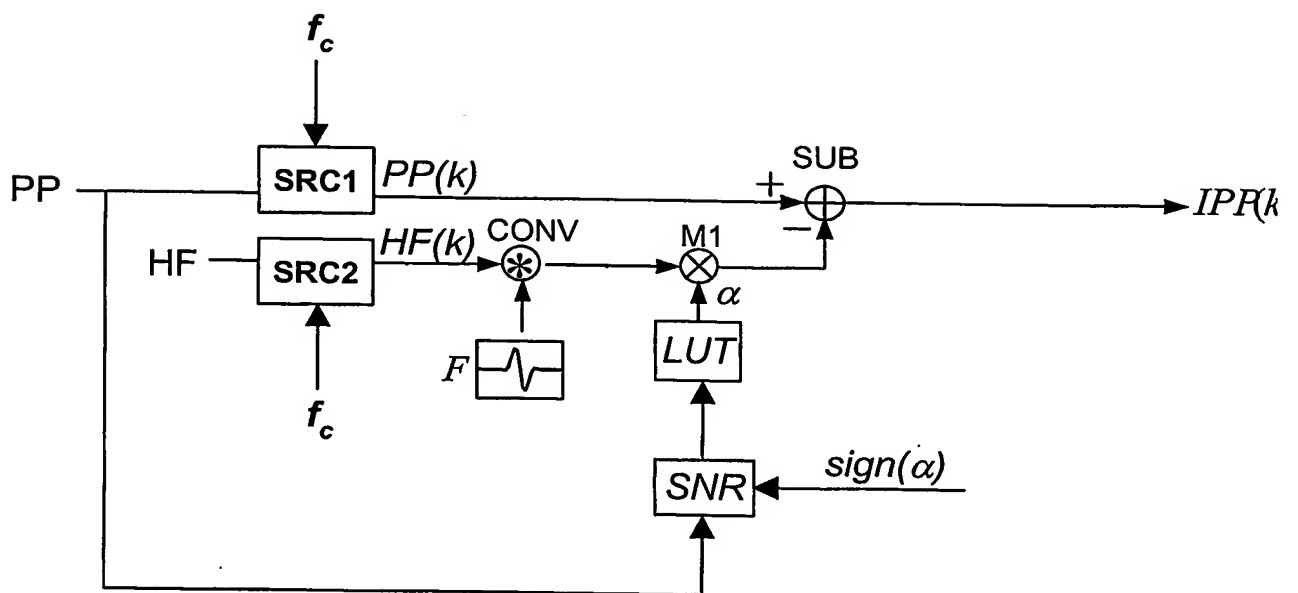 f_c
SUB
PP
SRC1
PP(k)
+
IPP(k
−
HF
SRC2
HF(k)
CONV
M1
α
F
LUT
f_c
SNR
sign(α)